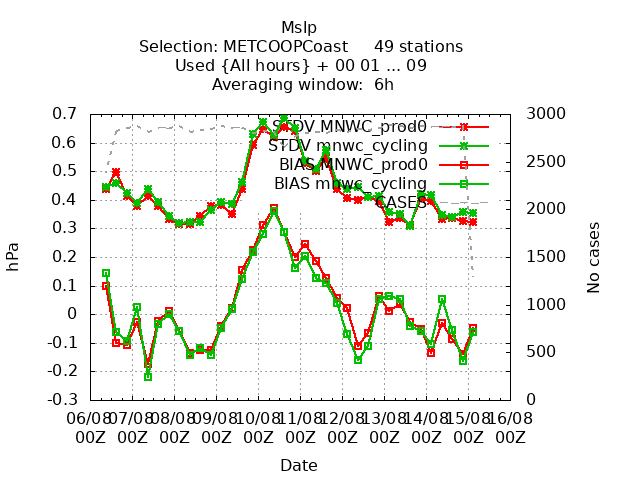 Mslp
Selection: METCOOPCoast 49 stations
Used {All hours} + 00 01 ... 09
Averaging window: 6h
0.7
0.6
0.5
0.4
0.3
0.2
0.1
0
-0.1
-0.2
-0.3
hPa
3000
2500
2000
1500
1000
500
0
No cases
STDV MNWC_prod0
STDV mnwc_cycling
BIAS MNWC_prod0
BIAS mnwc_cycling
CASES
06/08 07/08 08/08 09/08 10/08 11/08 12/08 13/08 14/08 15/08 16/08
00Z 00Z 00Z 00Z 00Z 00Z 00Z 00Z 00Z 00Z 00Z
Date